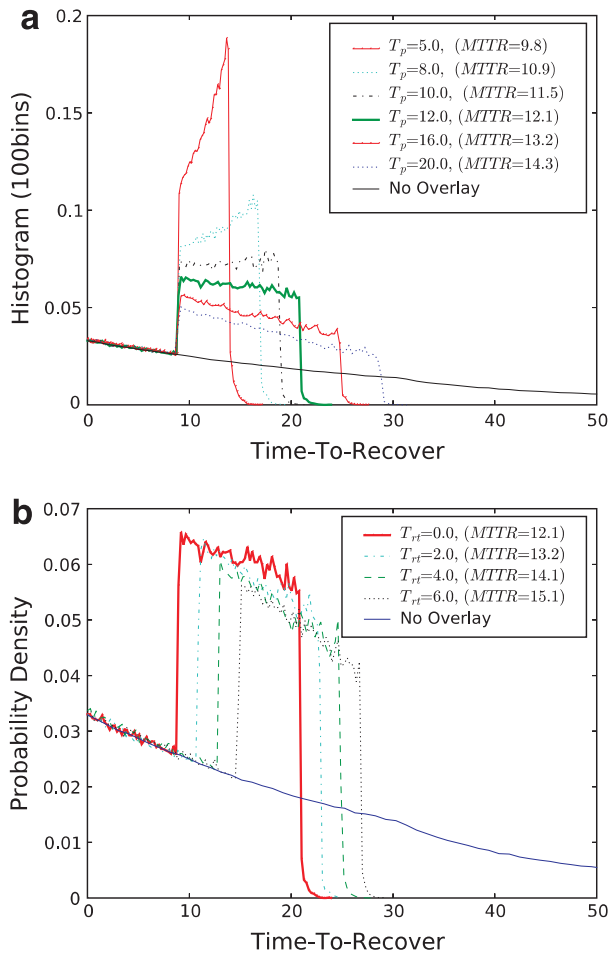 a
Histogram (100bins)
0.2
0.15
0.1
0.05
0
T_p=5.0, (MTTR=9.8)
T_p=8.0, (MTTR=10.9)
T_p=10.0, (MTTR=11.5)
T_p=12.0, (MTTR=12.1)
T_p=16.0, (MTTR=13.2)
T_p=20.0, (MTTR=14.3)
No Overlay
0 10 20 30 40 50
Time-To-Recover
b
Probability Density
0.07
0.06
0.05
0.04
0.03
0.02
0.01
0
T_rt=0.0, (MTTR=12.1)
T_rt=2.0, (MTTR=13.2)
T_rt=4.0, (MTTR=14.1)
T_rt=6.0, (MTTR=15.1)
No Overlay
0 10 20 30 40 50
Time-To-Recover